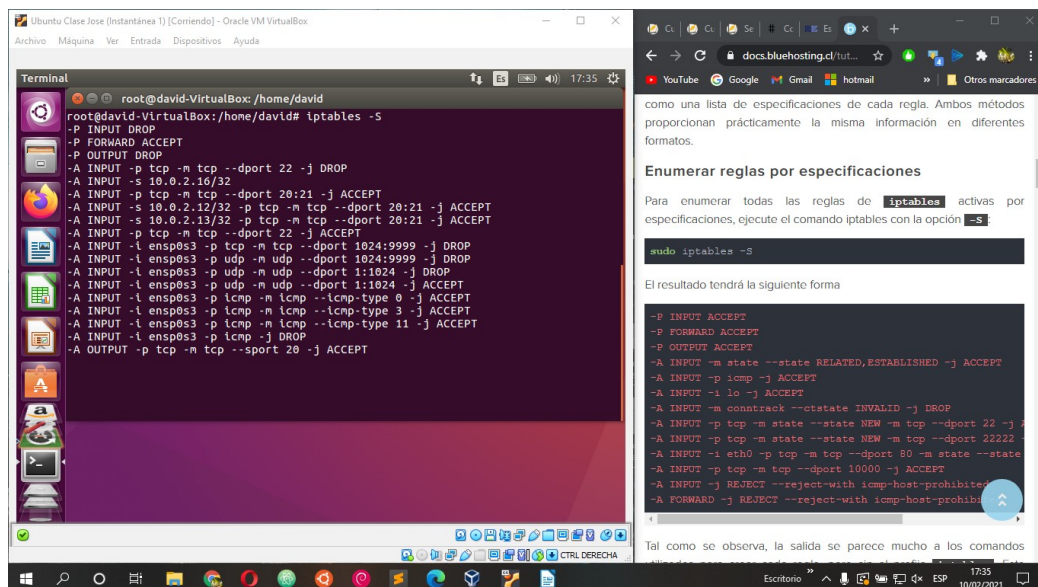 Ubuntu Clase Jose (Instantánea 1) [Corriendo] - Oracle VM VirtualBox
Archivo Máquina Ver Entrada Dispositivos Ayuda
Terminal
Es
17:35
root@david-VirtualBox: /home/david
root@david-VirtualBox:/home/david# iptables -S
-P INPUT DROP
-P FORWARD ACCEPT
-P OUTPUT DROP
-A INPUT -p tcp -m tcp --dport 22 -j DROP
-A INPUT -s 10.0.2.16/32
-A INPUT -p tcp -m tcp --dport 20:21 -j ACCEPT
-A INPUT -s 10.0.2.12/32 -p tcp -m tcp --dport 20:21 -j ACCEPT
-A INPUT -s 10.0.2.13/32 -p tcp -m tcp --dport 20:21 -j ACCEPT
-A INPUT -p tcp -m tcp --dport 22 -j ACCEPT
-A INPUT -i ensp0s3 -p tcp -m tcp --dport 1024:9999 -j DROP
-A INPUT -i ensp0s3 -p udp -m udp --dport 1024:9999 -j DROP
-A INPUT -i ensp0s3 -p udp -m udp --dport 1:1024 -j DROP
-A INPUT -i ensp0s3 -p udp -m udp --dport 1:1024 -j ACCEPT
-A INPUT -i ensp0s3 -p icmp -m icmp --icmp-type 0 -j ACCEPT
-A INPUT -i ensp0s3 -p icmp -m icmp --icmp-type 3 -j ACCEPT
-A INPUT -i ensp0s3 -p icmp -m icmp --icmp-type 11 -j ACCEPT
-A INPUT -i ensp0s3 -p icmp -j DROP
-A OUTPUT -p tcp -m tcp --sport 20 -j ACCEPT
CTRL DERECHA
Cu Cu Se Cc Es
docs.bluehosting.cl/tut...
YouTube Google Gmail hotmail » Otros marcadores
como una lista de especificaciones de cada regla. Ambos métodos
proporcionan prácticamente la misma información en diferentes
formatos.
Enumerar reglas por especificaciones
Para enumerar todas las reglas de iptables activas por
especificaciones, ejecute el comando iptables con la opción -S :
sudo iptables -S
El resultado tendrá la siguiente forma
-P INPUT ACCEPT
-P FORWARD ACCEPT
-P OUTPUT ACCEPT
-A INPUT -m state --state RELATED,ESTABLISHED -j ACCEPT
-A INPUT -p icmp -j ACCEPT
-A INPUT -i lo -j ACCEPT
-A INPUT -m conntrack --ctstate INVALID -j DROP
-A INPUT -p tcp -m state --state NEW -m tcp --dport 22 -j
-A INPUT -p tcp -m state --state NEW -m tcp --dport 22222
-A INPUT -i eth0 -p tcp -m tcp --dport 80 -m state --state
-A INPUT -p tcp -m tcp --dport 10000 -j ACCEPT
-A INPUT -j REJECT --reject-with icmp-host-prohibited
-A FORWARD -j REJECT --reject-with icmp-host-prohibi
Tal como se observa, la salida se parece mucho a los comandos
Escritorio » ESP 17:35
10/02/2021